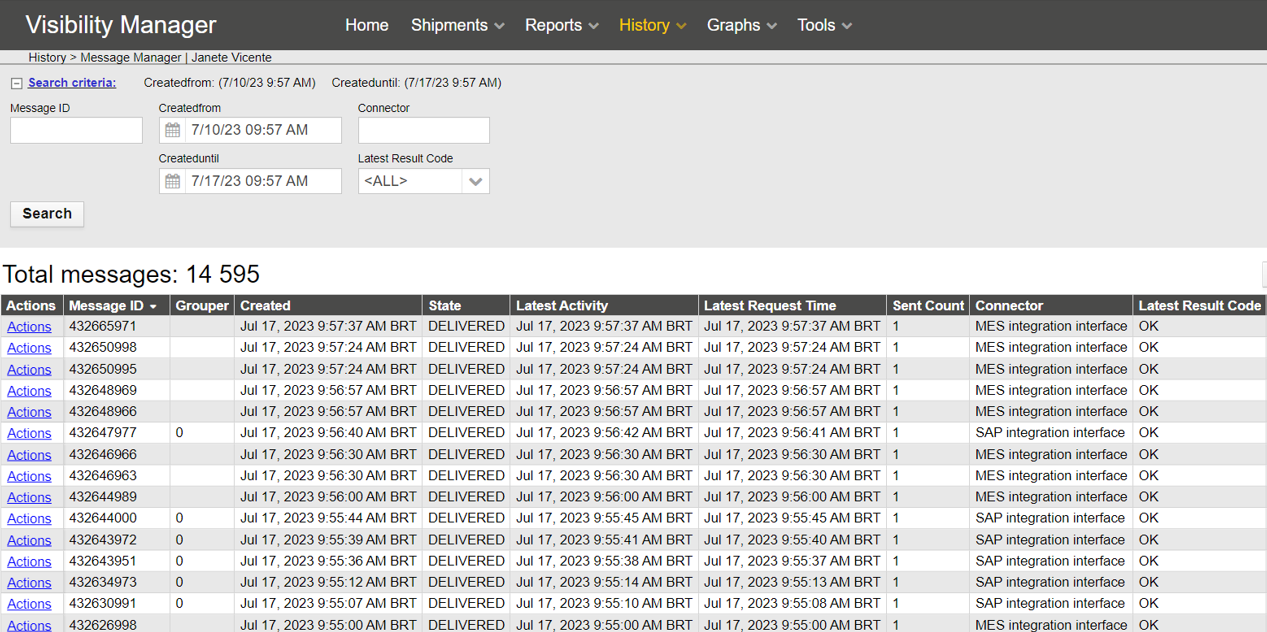 Visibility Manager Home Shipments Reports History Graphs Tools
History > Message Manager | Janete Vicente
Search criteria: Createdfrom: (7/10/23 9:57 AM) Createduntil: (7/17/23 9:57 AM)
Message ID Createdfrom Connector
7/10/23 09:57 AM
Createduntil Latest Result Code
7/17/23 09:57 AM <ALL>
Search
Total messages: 14 595
Actions Message ID Grouper Created State Latest Activity Latest Request Time Sent Count Connector Latest Result Code
Actions 432665971 Jul 17, 2023 9:57:37 AM BRT DELIVERED Jul 17, 2023 9:57:37 AM BRT Jul 17, 2023 9:57:37 AM BRT 1 MES integration interface OK
Actions 432650998 Jul 17, 2023 9:57:24 AM BRT DELIVERED Jul 17, 2023 9:57:24 AM BRT Jul 17, 2023 9:57:24 AM BRT 1 MES integration interface OK
Actions 432650995 Jul 17, 2023 9:57:24 AM BRT DELIVERED Jul 17, 2023 9:57:24 AM BRT Jul 17, 2023 9:57:24 AM BRT 1 MES integration interface OK
Actions 432648969 Jul 17, 2023 9:56:57 AM BRT DELIVERED Jul 17, 2023 9:56:57 AM BRT Jul 17, 2023 9:56:57 AM BRT 1 MES integration interface OK
Actions 432648966 Jul 17, 2023 9:56:57 AM BRT DELIVERED Jul 17, 2023 9:56:57 AM BRT Jul 17, 2023 9:56:57 AM BRT 1 MES integration interface OK
Actions 432647977 0 Jul 17, 2023 9:56:40 AM BRT DELIVERED Jul 17, 2023 9:56:42 AM BRT Jul 17, 2023 9:56:41 AM BRT 1 SAP integration interface OK
Actions 432646966 Jul 17, 2023 9:56:30 AM BRT DELIVERED Jul 17, 2023 9:56:30 AM BRT Jul 17, 2023 9:56:30 AM BRT 1 MES integration interface OK
Actions 432646963 Jul 17, 2023 9:56:30 AM BRT DELIVERED Jul 17, 2023 9:56:30 AM BRT Jul 17, 2023 9:56:30 AM BRT 1 MES integration interface OK
Actions 432644989 Jul 17, 2023 9:56:00 AM BRT DELIVERED Jul 17, 2023 9:56:00 AM BRT Jul 17, 2023 9:56:00 AM BRT 1 MES integration interface OK
Actions 432644000 0 Jul 17, 2023 9:55:44 AM BRT DELIVERED Jul 17, 2023 9:55:45 AM BRT Jul 17, 2023 9:55:45 AM BRT 1 SAP integration interface OK
Actions 432643972 0 Jul 17, 2023 9:55:39 AM BRT DELIVERED Jul 17, 2023 9:55:41 AM BRT Jul 17, 2023 9:55:40 AM BRT 1 SAP integration interface OK
Actions 432643951 0 Jul 17, 2023 9:55:36 AM BRT DELIVERED Jul 17, 2023 9:55:38 AM BRT Jul 17, 2023 9:55:37 AM BRT 1 SAP integration interface OK
Actions 432634973 0 Jul 17, 2023 9:55:12 AM BRT DELIVERED Jul 17, 2023 9:55:14 AM BRT Jul 17, 2023 9:55:13 AM BRT 1 SAP integration interface OK
Actions 432630991 0 Jul 17, 2023 9:55:07 AM BRT DELIVERED Jul 17, 2023 9:55:10 AM BRT Jul 17, 2023 9:55:08 AM BRT 1 SAP integration interface OK
Actions 432626998 Jul 17, 2023 9:55:00 AM BRT DELIVERED Jul 17, 2023 9:55:00 AM BRT Jul 17, 2023 9:55:00 AM BRT 1 MES integration interface OK